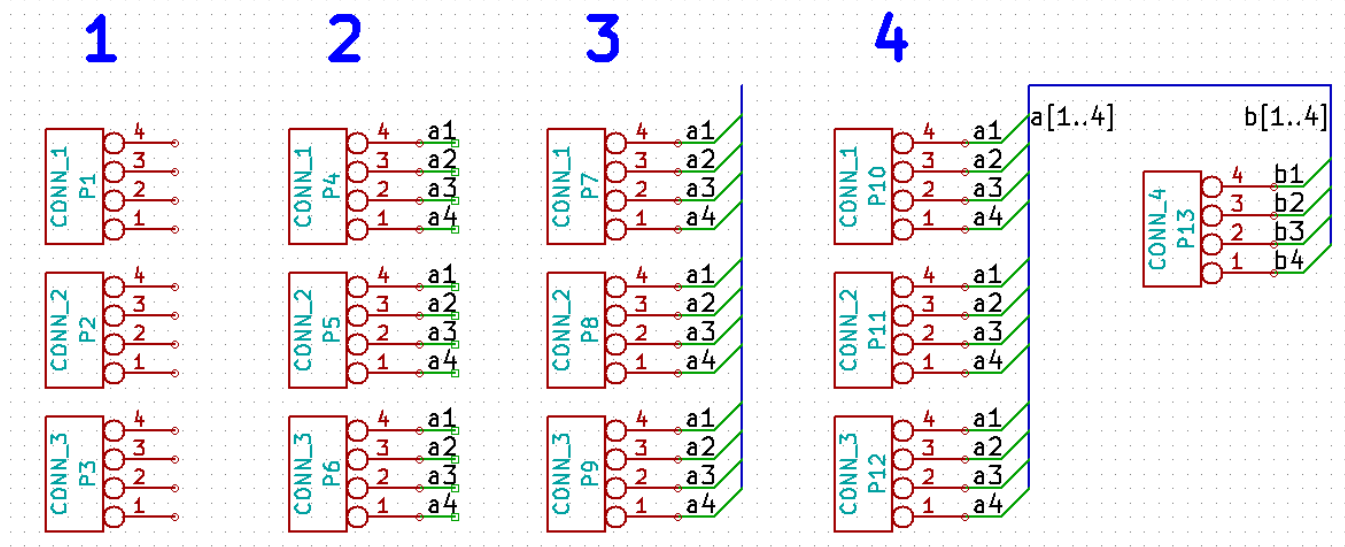 1 2 3 4
CONN_1
P1
4
3
2
1
CONN_2
P2
4
3
2
1
CONN_3
P3
4
3
2
1
CONN_1
P4
4 a1
3 a2
2 a3
1 a4
CONN_2
P5
4 a1
3 a2
2 a3
1 a4
CONN_3
P6
4 a1
3 a2
2 a3
1 a4
CONN_1
P7
4 a1
3 a2
2 a3
1 a4
CONN_2
P8
4 a1
3 a2
2 a3
1 a4
CONN_3
P9
4 a1
3 a2
2 a3
1 a4
CONN_1
P10
4 a1
3 a2
2 a3
1 a4
CONN_2
P11
4 a1
3 a2
2 a3
1 a4
CONN_3
P12
4 a1
3 a2
2 a3
1 a4
a[1..4]
b[1..4]
CONN_4
P13
4 b1
3 b2
2 b3
1 b4